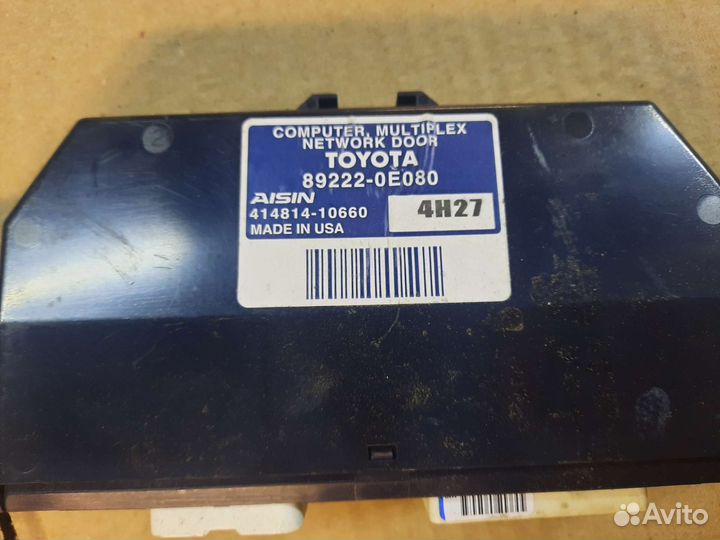 COMPUTER, MULTIPLEX
NETWORK DOOR
TOYOTA
89222-0E080
AISIN
414814-10660
4H27
MADE IN USA
Avito